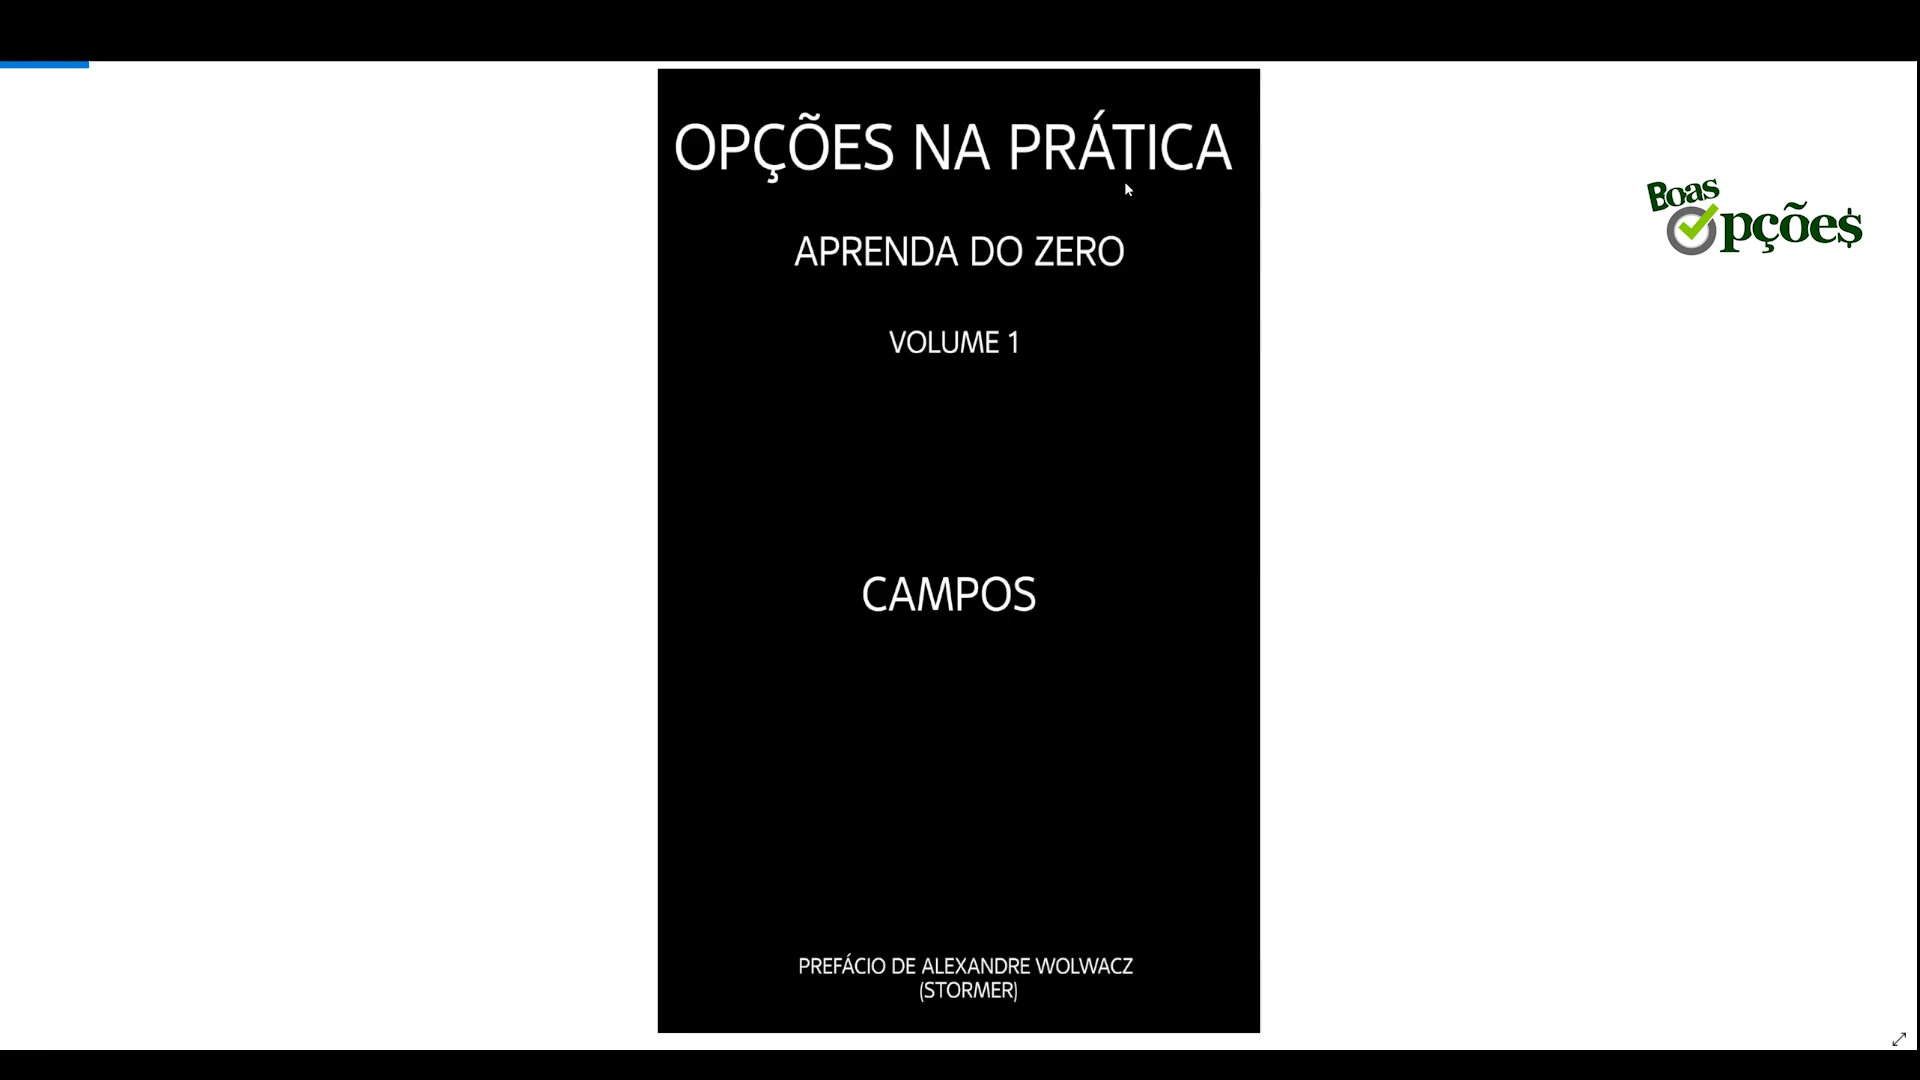 OPÇÕES NA PRÁTICA
APRENDA DO ZERO
VOLUME 1
CAMPOS
PREFÁCIO DE ALEXANDRE WOLWACZ
(STORMER)
Boas
Opções